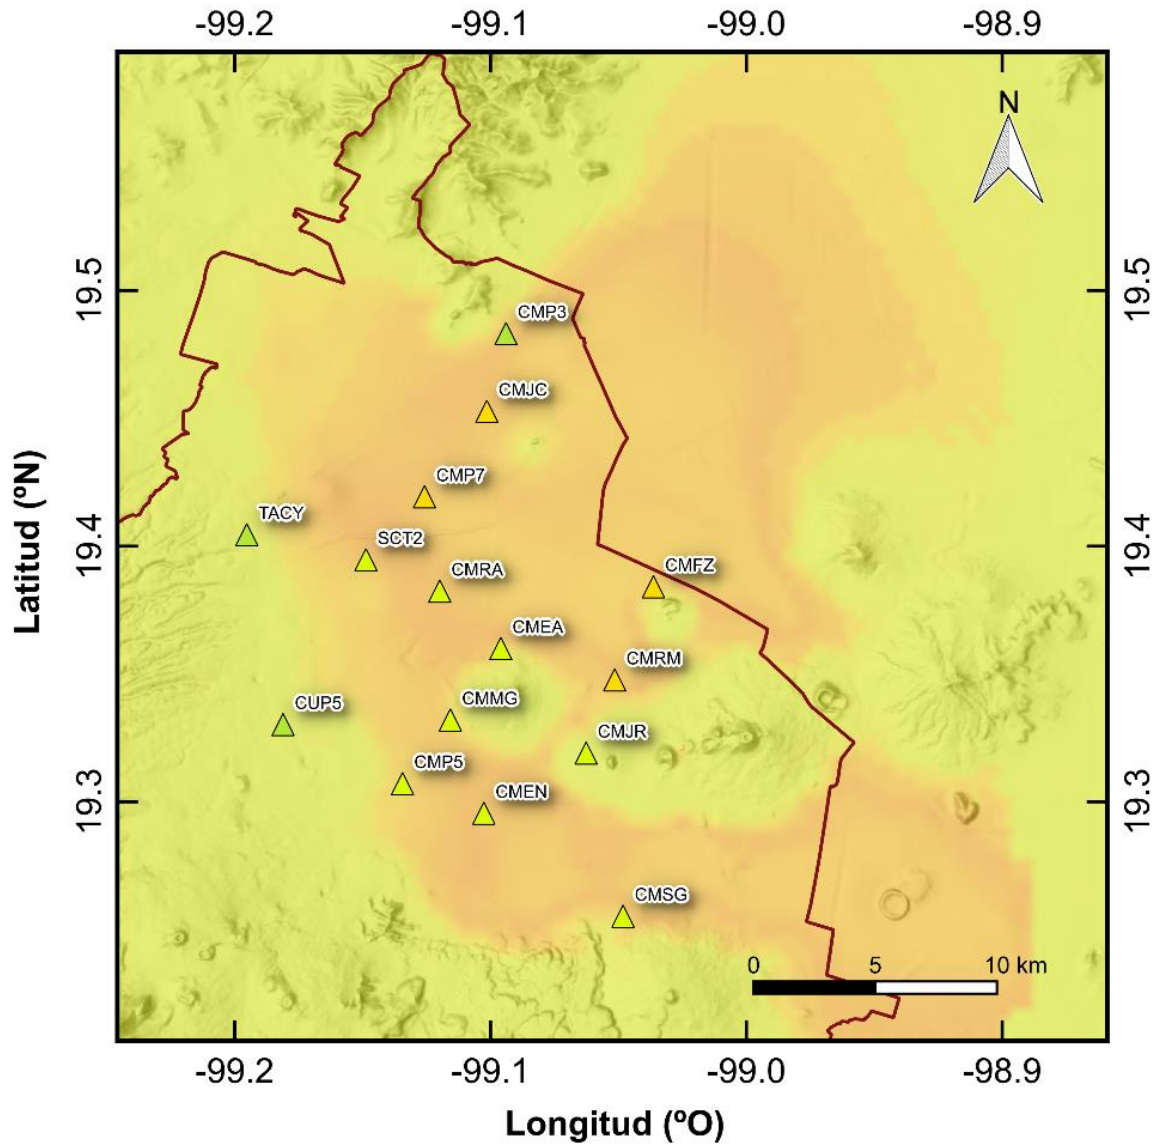 -99.2 -99.1 -99.0 -98.9
N
19.5 19.5
CMP3
CMJC
CMP7
TACY
SCT2
19.4 19.4
CMRA
CMFZ
CMEA
CMRM
CMMG
CUP5
CMJR
CMP5
19.3 19.3
CMEN
CMSG
0 5 10 km
-99.2 -99.1 -99.0 -98.9
Latitud (ºN)
Longitud (ºO)